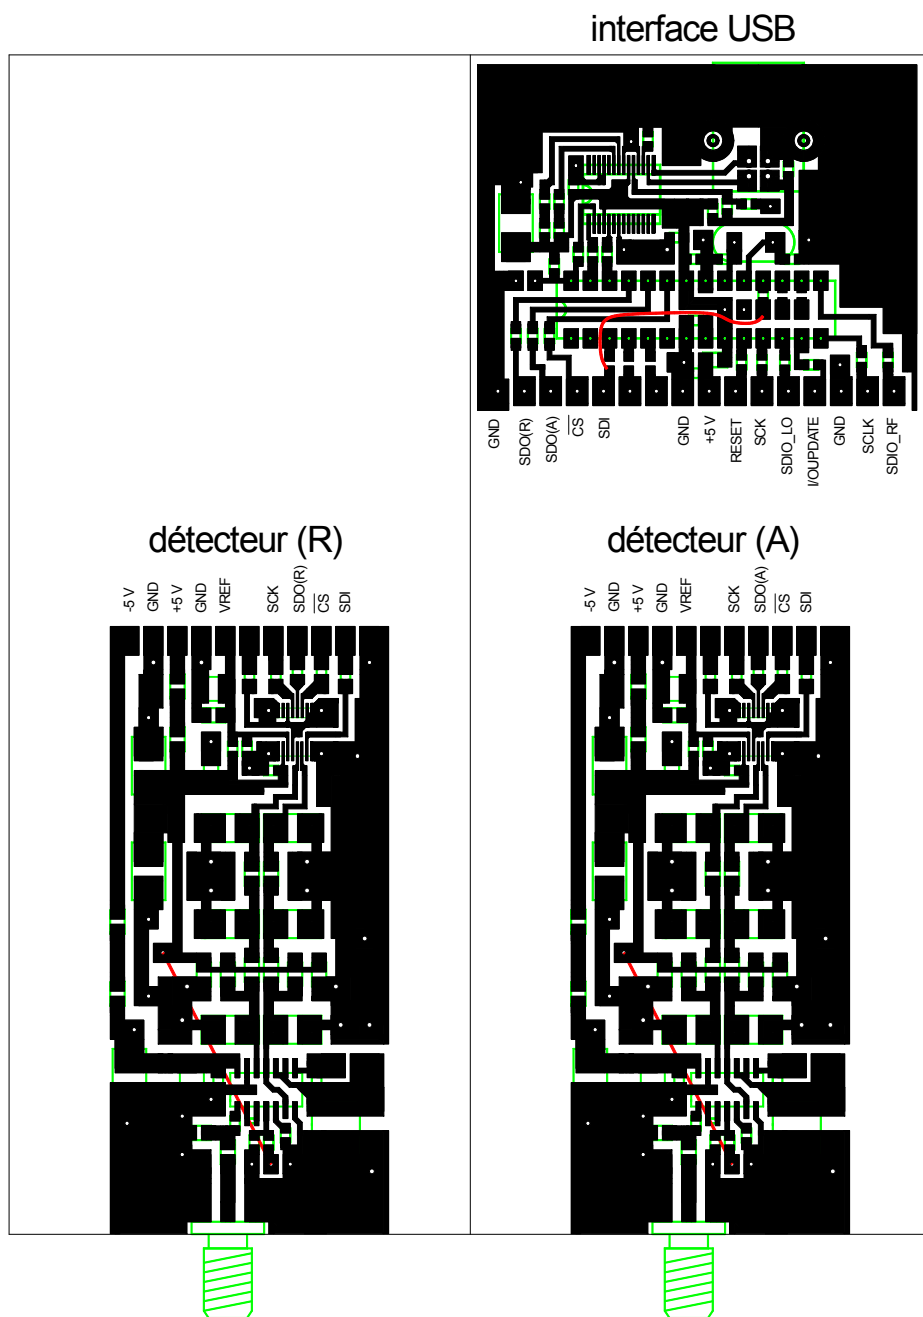 interface USB
GND
SDO(R)
SDO(A)
CS
SDI
GND
+5 V
RESET
SCK
SDIO_LO
I/OUPDATE
GND
SCLK
SDIO_RF
détecteur (R)
-5 V
GND
+5 V
GND
VREF
SCK
SDO(R)
CS
SDI
détecteur (A)
-5 V
GND
+5 V
GND
VREF
SCK
SDO(A)
CS
SDI